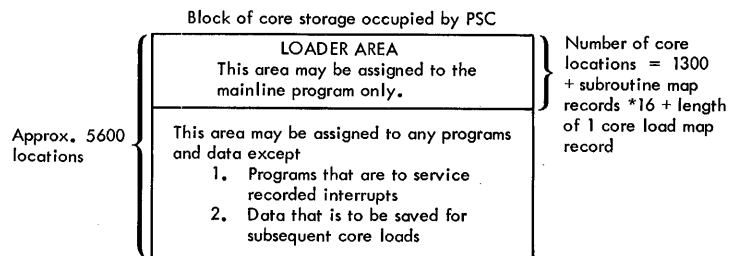 Block of core storage occupied by PSC
LOADER AREA
This area may be assigned to the
mainline program only.
Number of core
locations = 1300
+ subroutine map
records *16 + length
of 1 core load map
record
Approx. 5600
locations
This area may be assigned to any programs
and data except
1. Programs that are to service
recorded interrupts
2. Data that is to be saved for
subsequent core loads